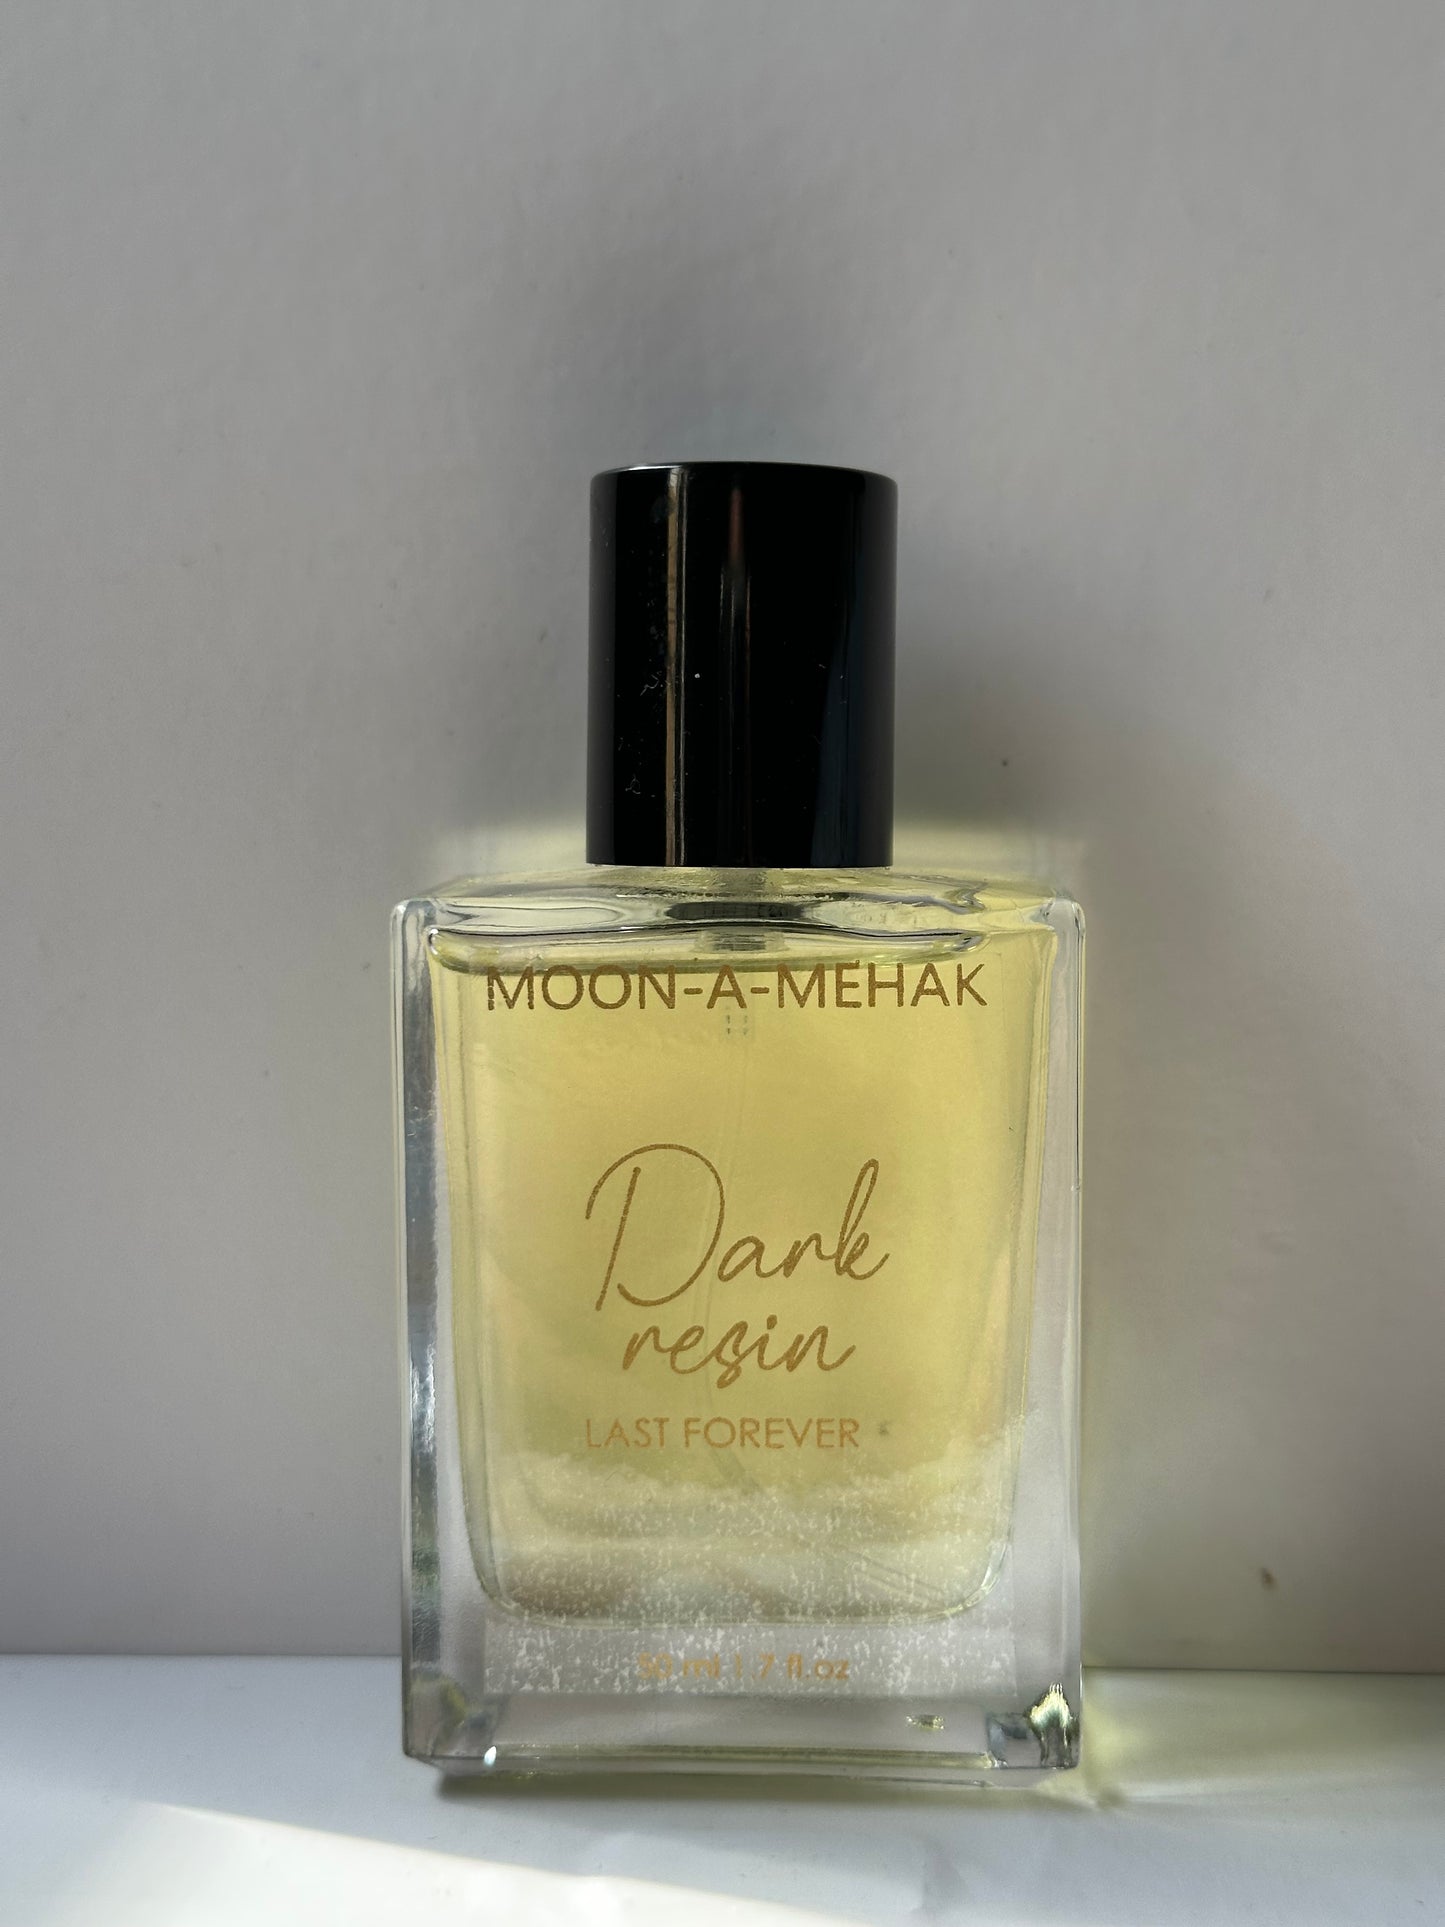 MOON-A-MEHAK
Dark
resin
LAST FOREVER
50 ml 1.7 fl.oz